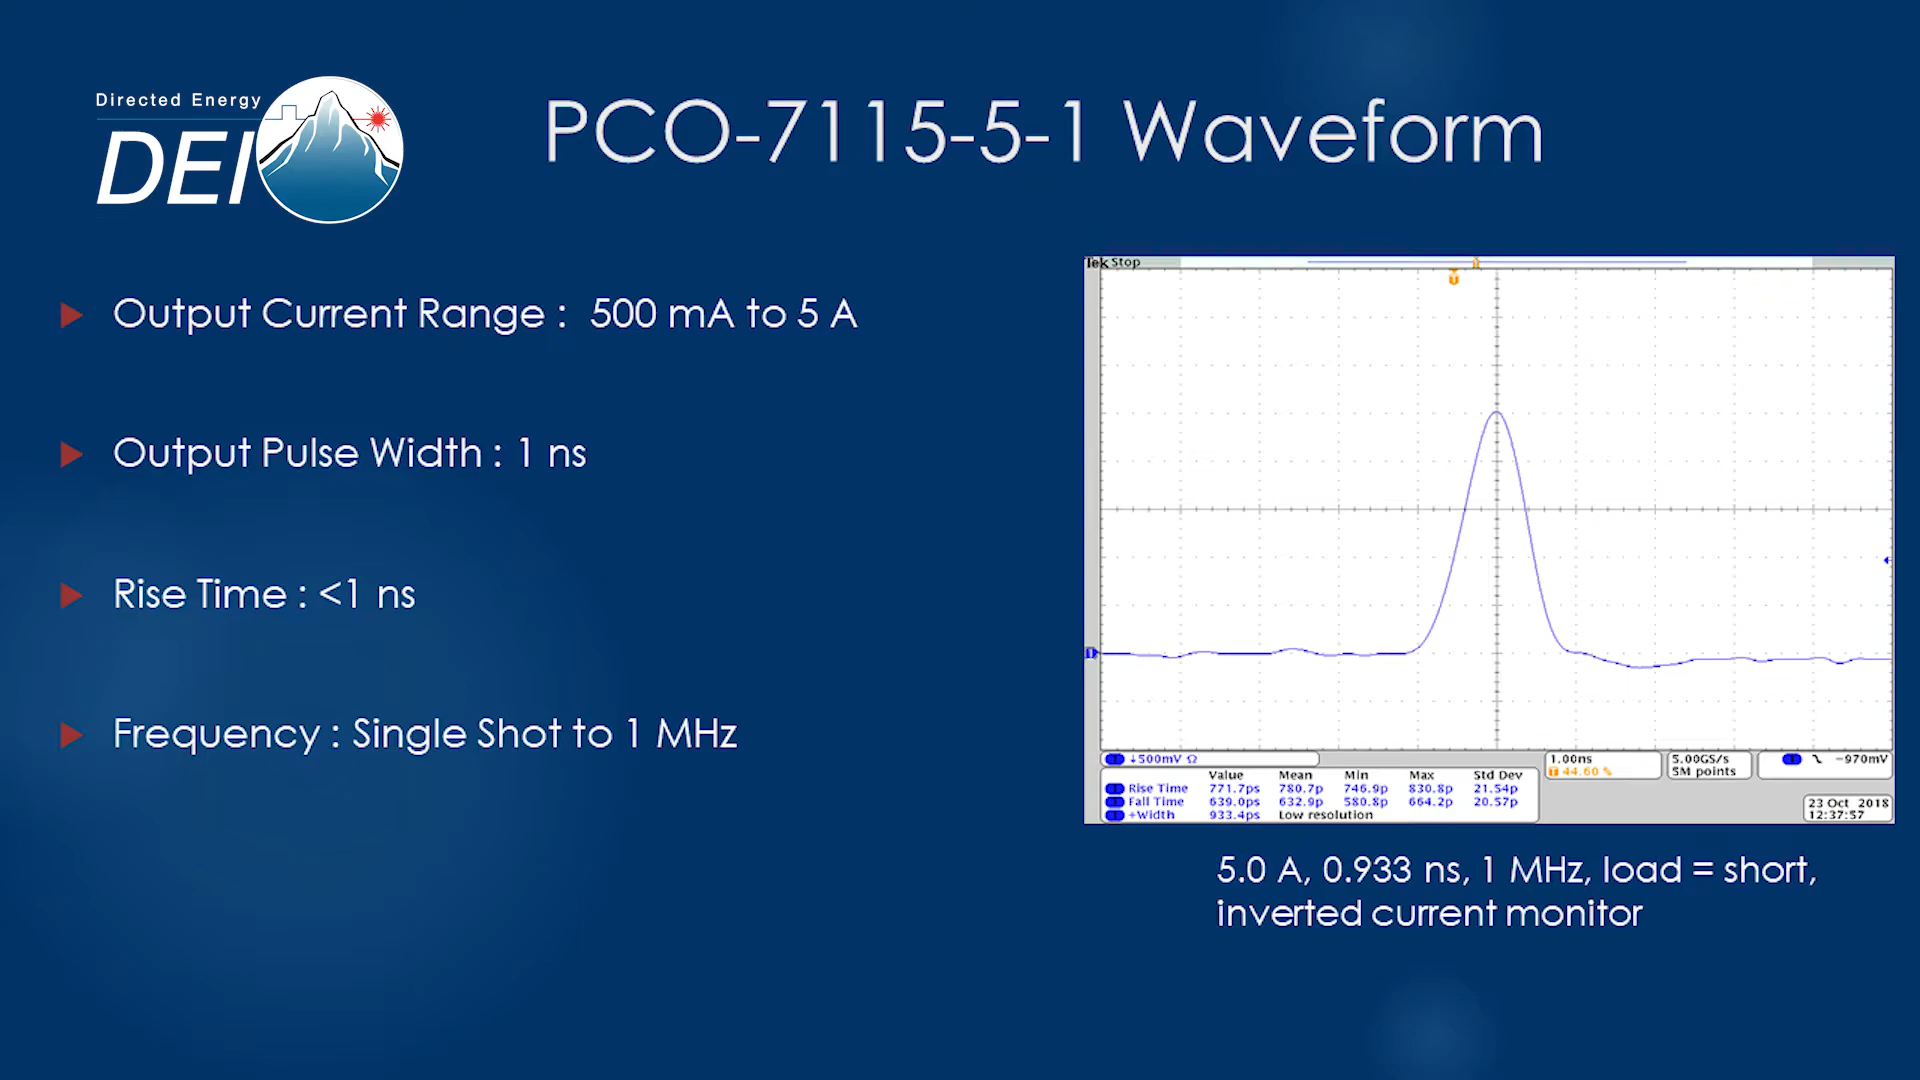 Directed Energy
DEI
PCO-7115-5-1 Waveform
Output Current Range : 500 mA to 5 A
Output Pulse Width : 1 ns
Rise Time : <1 ns
Frequency : Single Shot to 1 MHz
Tek Stop
1 ↓500mV Ω
1.00ns
44.60 %
5.00GS/s
5M points
1 -970mV
Value Mean Min Max Std Dev
Rise Time 771.7ps 780.7p 746.9p 830.8p 21.54p
Fall Time 639.0ps 632.9p 580.8p 664.2p 20.57p
+Width 933.4ps Low resolution
23 Oct 2018
12:37:57
5.0 A, 0.933 ns, 1 MHz, load = short,
inverted current monitor